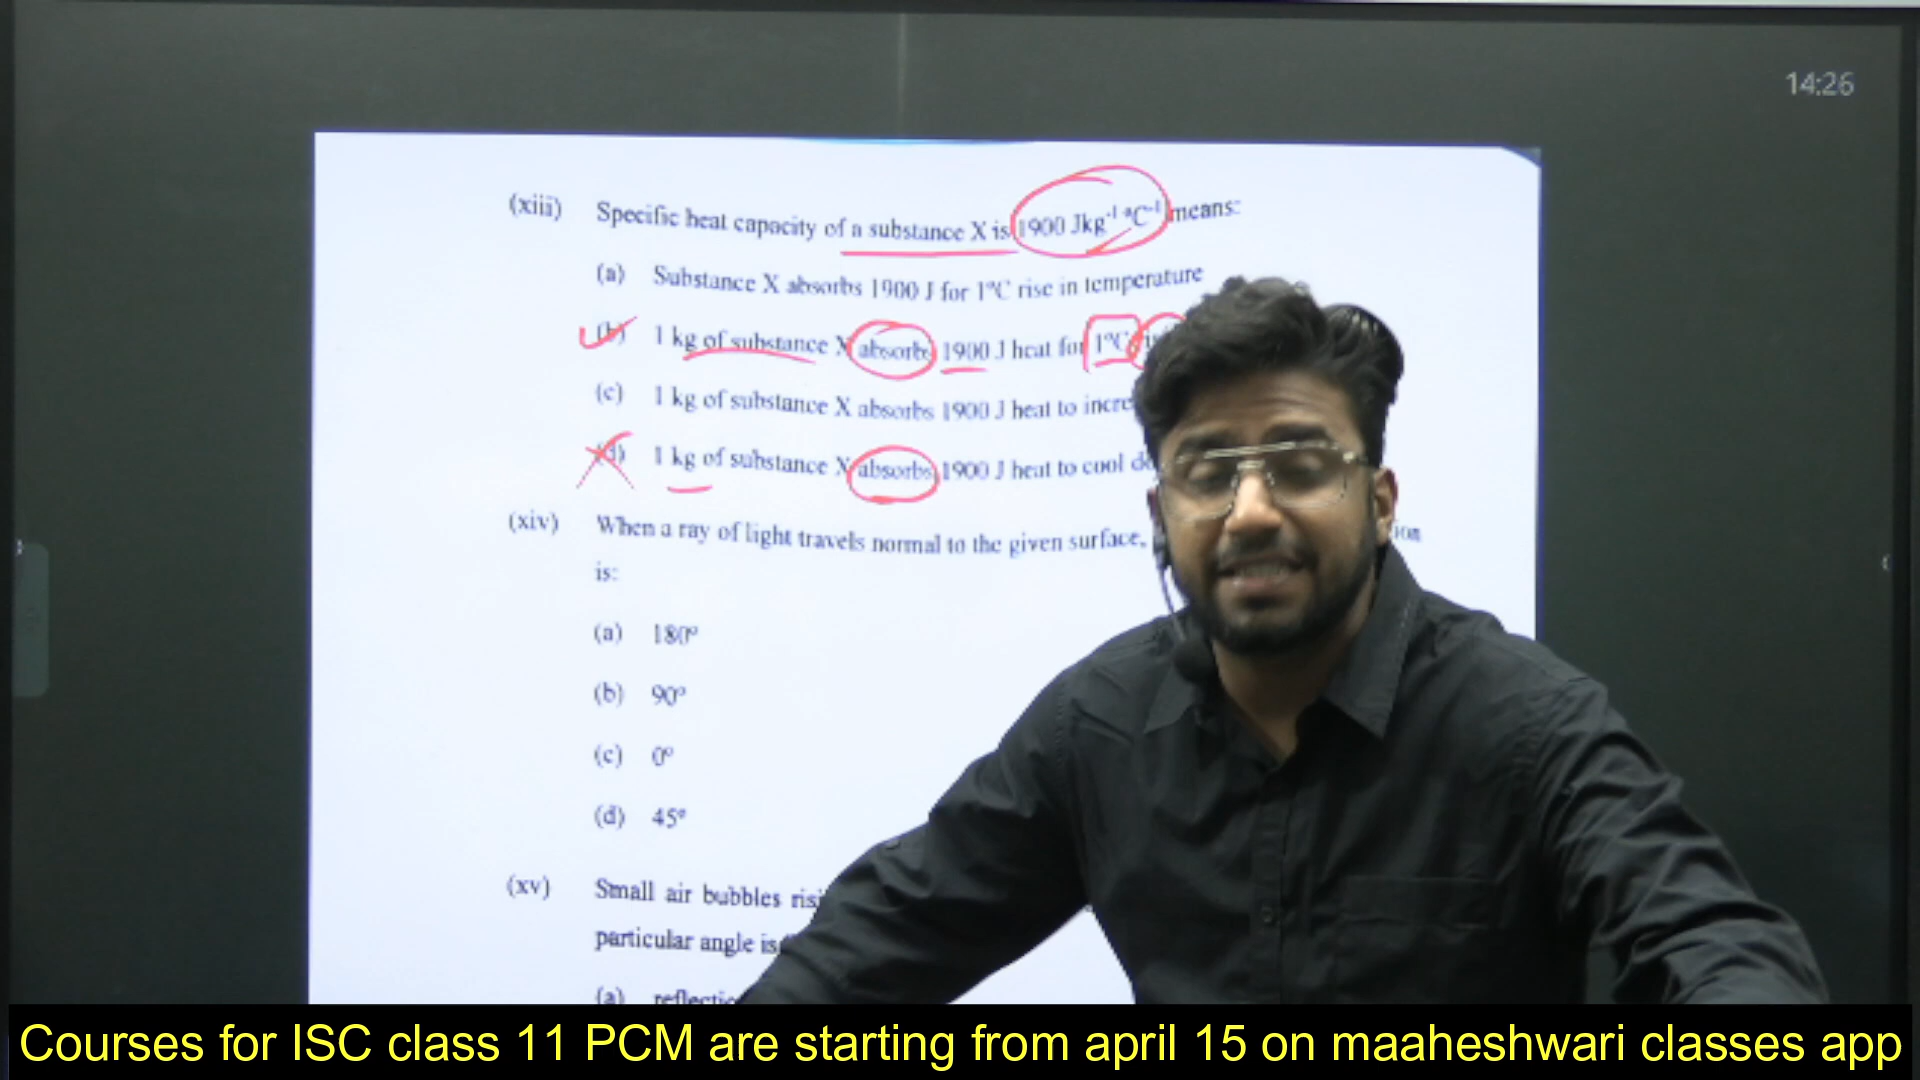 14:26
(xiii) Specific heat capacity of a substance X is 1900 Jkg⁻¹ °C⁻¹ means:
(a) Substance X absorbs 1900 J for 1°C rise in temperature
(b) 1 kg of substance X absorbs 1900 J heat for 1°C
(c) 1 kg of substance X absorbs 1900 J heat to incre
(d) 1 kg of substance X absorbs 1900 J heat to cool
(xiv) When a ray of light travels normal to the given surface,
is:
(a) 180°
(b) 90°
(c) 0°
(d) 45°
(xv) Small air bubbles risi
particular angle is
(a) reflectio
Courses for ISC class 11 PCM are starting from april 15 on maaheshwari classes app